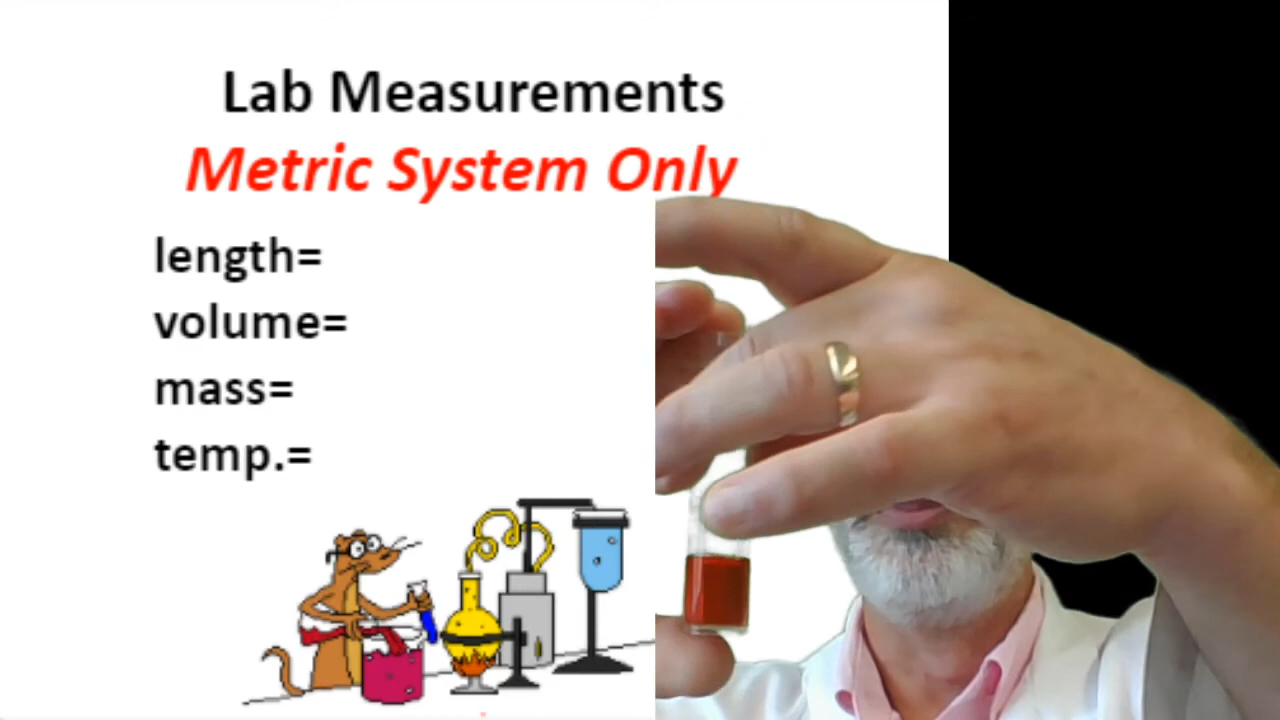 Lab Measurements
Metric System Only
length=
volume=
mass=
temp.=